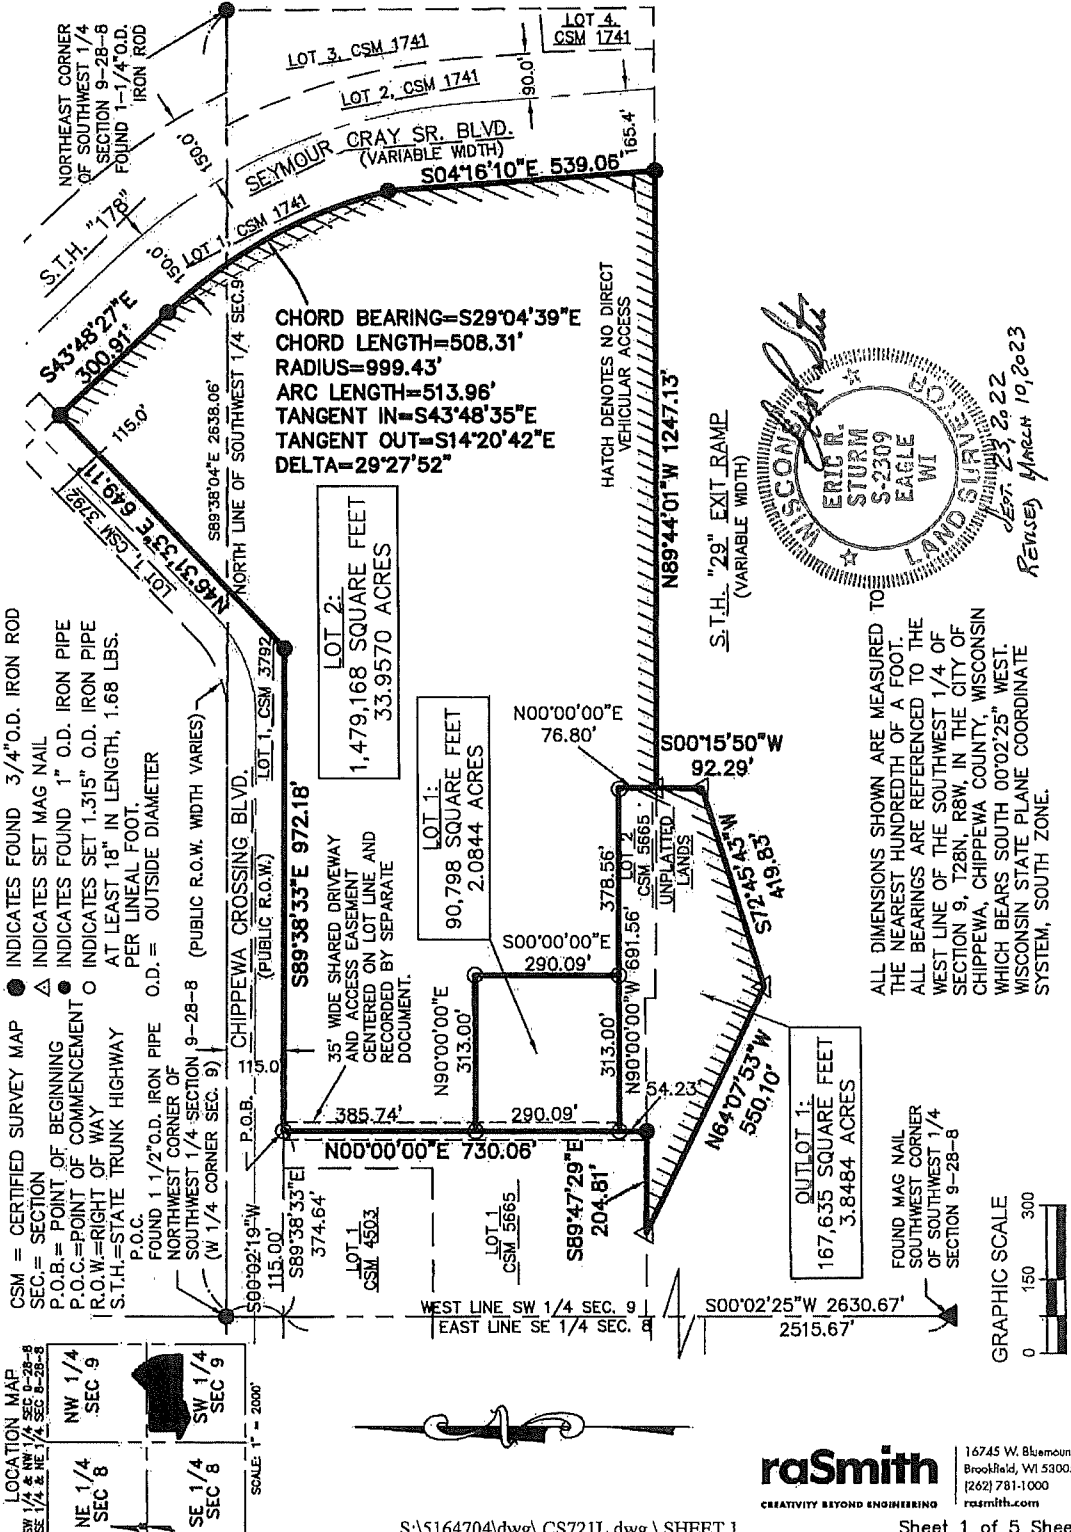 CSM = CERTIFIED SURVEY MAP
SEC.= SECTION
P.O.B.= POINT OF BEGINNING
P.O.C.=POINT OF COMMENCEMENT
R.O.W.=RIGHT OF WAY
S.T.H.=STATE TRUNK HIGHWAY
INDICATES FOUND 3/4"O.D. IRON ROD
INDICATES SET MAG NAIL
INDICATES FOUND 1" O.D. IRON PIPE
INDICATES SET 1.315" O.D. IRON PIPE
AT LEAST 18" IN LENGTH, 1.68 LBS.
PER LINEAL FOOT.
O.D. = OUTSIDE DIAMETER
P.O.C.
FOUND 1 1/2"O.D. IRON PIPE
NORTHWEST CORNER OF
SOUTHWEST 1/4 SECTION 9-28-8
(W 1/4 CORNER SEC. 9)
LOCATION MAP
SW 1/4 & NW 1/4 SEC 9-28-8
SE 1/4 & NE 1/4 SEC 8-28-8
NE 1/4
SEC 8
NW 1/4
SEC 9
SE 1/4
SEC 8
SW 1/4
SEC 9
SCALE: 1" = 2000'
NORTHEAST CORNER
OF SOUTHWEST 1/4
SECTION 9-28-8
FOUND 1-1/4"O.D.
IRON ROD
S.T.H. "178"
150.0'
150.0'
LOT 3, CSM 1741
LOT 4,
CSM 1741
LOT 2, CSM 1741
90.0'
165.4'
SEYMOUR CRAY SR. BLVD.
(VARIABLE WIDTH)
S04°16'10"E 539.06'
LOT 1, CSM 1741
S43°48'27"E
300.91'
115.0'
N46°31'33"E 649.11'
LOT 1, CSM 3792
S89°38'04"E 2638.06'
NORTH LINE OF SOUTHWEST 1/4 SEC.9
CHORD BEARING=S29°04'39"E
CHORD LENGTH=508.31'
RADIUS=999.43'
ARC LENGTH=513.96'
TANGENT IN=S43°48'35"E
TANGENT OUT=S14°20'42"E
DELTA=29°27'52"
HATCH DENOTES NO DIRECT
VEHICULAR ACCESS
(PUBLIC R.O.W. WIDTH VARIES)
CHIPPEWA CROSSING BLVD.
(PUBLIC R.O.W.)
LOT 1, CSM 3792
S89°38'33"E 972.18'
115.0'
P.O.B.
LOT 2:
1,479,168 SQUARE FEET
33.9570 ACRES
N89°44'01"W 1247.13'
S.T.H. "29" EXIT RAMP
(VARIABLE WIDTH)
35' WIDE SHARED DRIVEWAY
AND ACCESS EASEMENT
CENTERED ON LOT LINE AND
RECORDED BY SEPARATE
DOCUMENT.
LOT 1:
90,798 SQUARE FEET
2.0844 ACRES
N00°00'00"E
76.80'
S00°15'50"W
92.29'
N90°00'00"E
313.00'
S00°00'00"E
290.09'
378.56'
LOT 2
CSM 5665
UNPLATTED
LANDS
313.00'
N90°00'00"W 691.56'
S72°45'43"W
419.83'
385.74'
290.09'
54.23'
N00°00'00"E 730.06'
N64°07'53"W
550.10'
S89°47'29"E
204.81'
S00°02'19"W
115.00'
S89°38'33"E
374.64'
LOT 1
CSM 4503
LOT 1
CSM 5665
WEST LINE SW 1/4 SEC. 9
EAST LINE SE 1/4 SEC. 8
S00°02'25"W 2630.67'
2515.67'
OUTLOT 1:
167,635 SQUARE FEET
3.8484 ACRES
FOUND MAG NAIL
SOUTHWEST CORNER
OF SOUTHWEST 1/4
SECTION 9-28-8
ALL DIMENSIONS SHOWN ARE MEASURED TO
THE NEAREST HUNDREDTH OF A FOOT.
ALL BEARINGS ARE REFERENCED TO THE
WEST LINE OF THE SOUTHWEST 1/4 OF
SECTION 9, T28N, R8W, IN THE CITY OF
CHIPPEWA, CHIPPEWA COUNTY, WISCONSIN
WHICH BEARS SOUTH 00°02'25" WEST.
WISCONSIN STATE PLANE COORDINATE
SYSTEM, SOUTH ZONE.
WISCONSIN
ERIC R.
STURM
S-2309
EAGLE
WI
LAND SURVEYOR
SEPT. 23, 2022
REVISED MARCH 10, 2023
GRAPHIC SCALE
0 150 300
raSmith
CREATIVITY BEYOND ENGINEERING
16745 W. Bluemoun
Brookfield, WI 5300
(262) 781-1000
rasmith.com
S:\5164704\dwg\ CS721L.dwg \ SHEET 1
Sheet 1 of 5 Shee